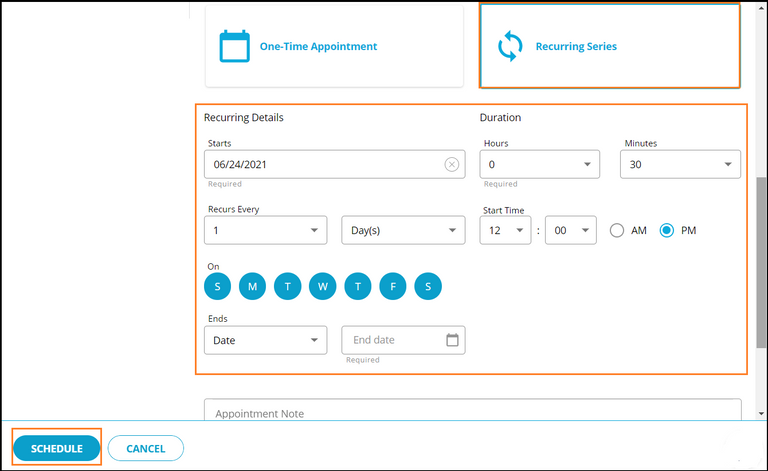 One-Time Appointment
Recurring Series
Recurring Details
Duration
Starts
Hours
Minutes
06/24/2021
0
30
Required
Required
Recurs Every
Start Time
1
Day(s)
12 : 00 AM PM
On
S M T W T F S
Ends
Date
End date
Required
Appointment Note
SCHEDULE
CANCEL